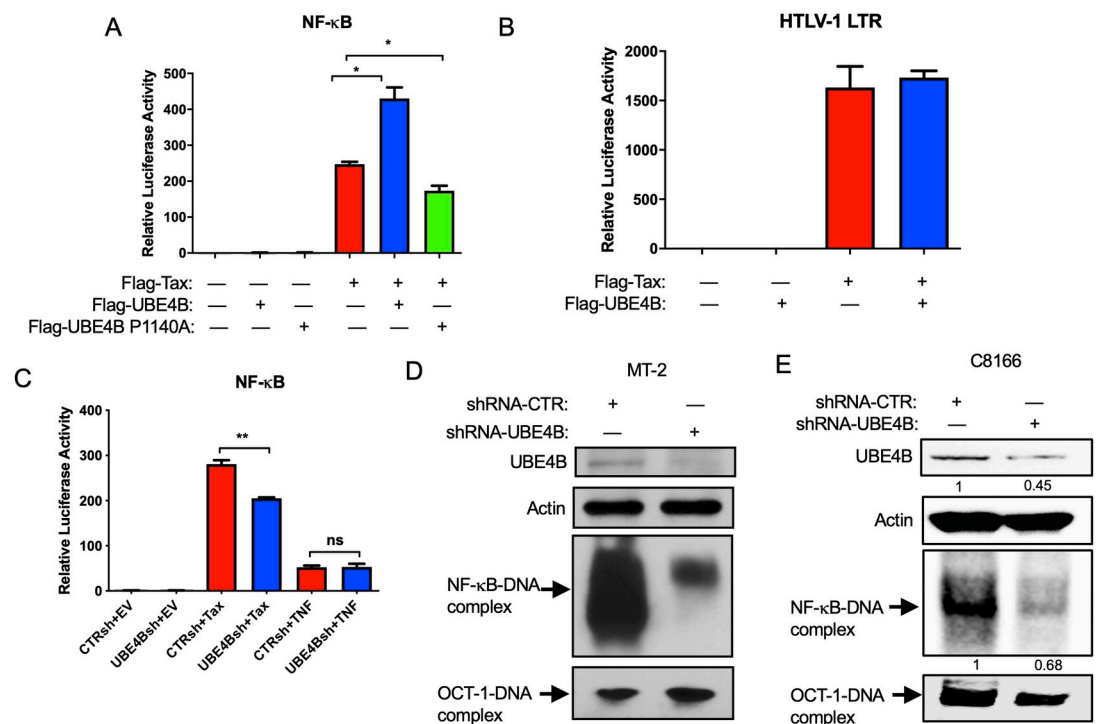 A
NF-κB
Relative Luciferase Activity
500
400
300
200
100
0
*
*
Flag-Tax: — — — + + +
Flag-UBE4B: — + — — + —
Flag-UBE4B P1140A: — — + — — +
B
HTLV-1 LTR
Relative Luciferase Activity
2000
1500
1000
500
0
Flag-Tax: — — + +
Flag-UBE4B: — + — +
C
NF-κB
Relative Luciferase Activity
400
300
200
100
0
**
ns
CTRsh+EV
UBE4Bsh+EV
CTRsh+Tax
UBE4Bsh+Tax
CTRsh+TNF
UBE4Bsh+TNF
D
MT-2
shRNA-CTR: + —
shRNA-UBE4B: — +
UBE4B
Actin
NF-κB-DNA
complex
OCT-1-DNA
complex
E
C8166
shRNA-CTR: + —
shRNA-UBE4B: — +
UBE4B
1 0.45
Actin
NF-κB-DNA
complex
1 0.68
OCT-1-DNA
complex